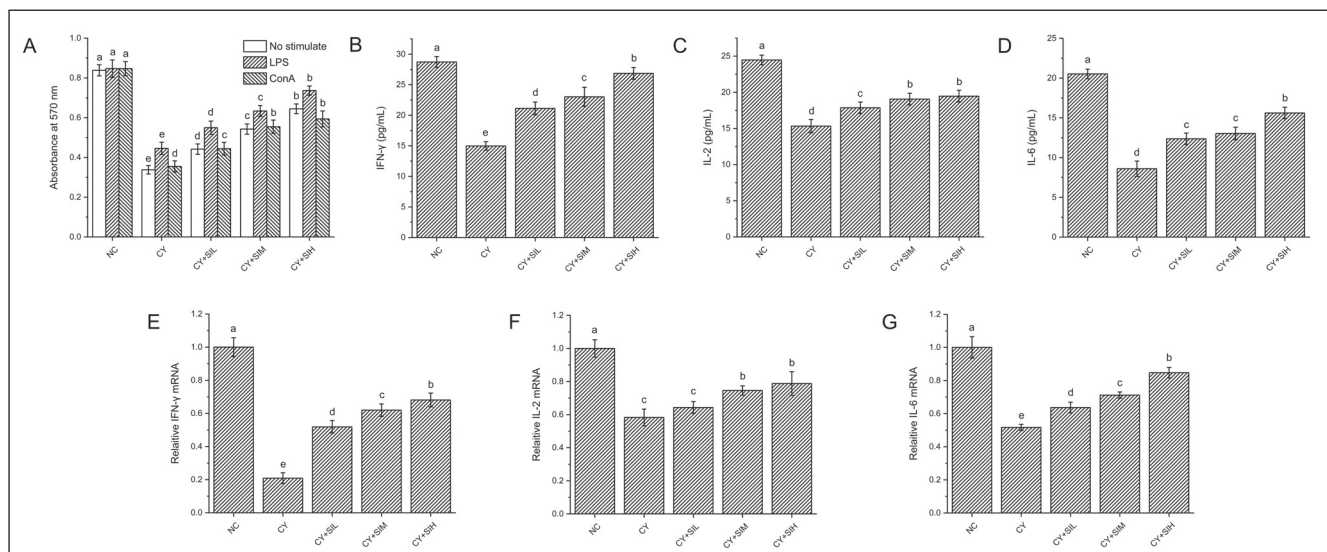 A
Absorbance at 570 nm
1.0
0.8
0.6
0.4
0.2
0.0
No stimulate
LPS
ConA
a a a
e e d
d d c
c c b
b b b
NC CY CY+SIL CY+SIM CY+SIH
B
IFN-γ (pg/mL)
30
25
20
15
10
5
0
a e d c b
NC CY CY+SIL CY+SIM CY+SIH
C
IL-2 (pg/mL)
25
20
15
10
5
0
a d c b b
NC CY CY+SIL CY+SIM CY+SIH
D
IL-6 (pg/mL)
25
20
15
10
5
0
a d c c b
NC CY CY+SIL CY+SIM CY+SIH
E
Relaitive IFN-γ mRNA
1.2
1.0
0.8
0.6
0.4
0.2
0.0
a e d c b
NC CY CY+SIL CY+SIM CY+SIH
F
Relaitive IL-2 mRNA
1.2
1.0
0.8
0.6
0.4
0.2
0.0
a c c b b
NC CY CY+SIL CY+SIM CY+SIH
G
Relaitive IL-6 mRNA
1.2
1.0
0.8
0.6
0.4
0.2
0.0
a e d c b
NC CY CY+SIL CY+SIM CY+SIH